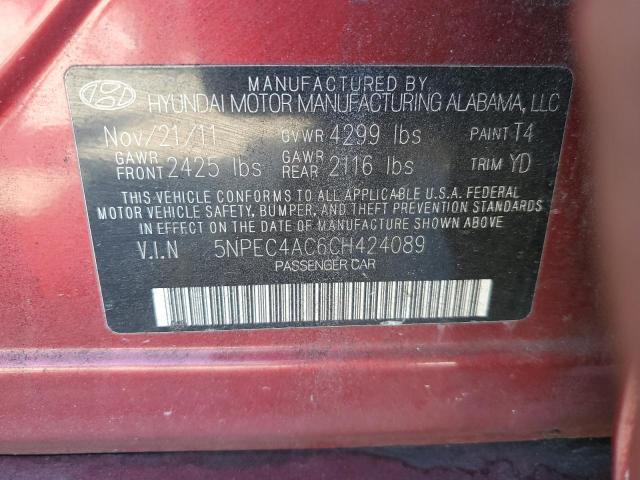 MANUFACTURED BY
HYUNDAI MOTOR MANUFACTURING ALABAMA, LLC
Nov/21/11 GVWR 4299 lbs PAINT T4
GAWR FRONT 2425 lbs GAWR REAR 2116 lbs TRIM YD
THIS VEHICLE CONFORMS TO ALL APPLICABLE U.S.A. FEDERAL
MOTOR VEHICLE SAFETY, BUMPER, AND THEFT PREVENTION STANDARDS
IN EFFECT ON THE DATE OF MANUFACTURE SHOWN ABOVE
V.I.N 5NPEC4AC6CH424089
PASSENGER CAR